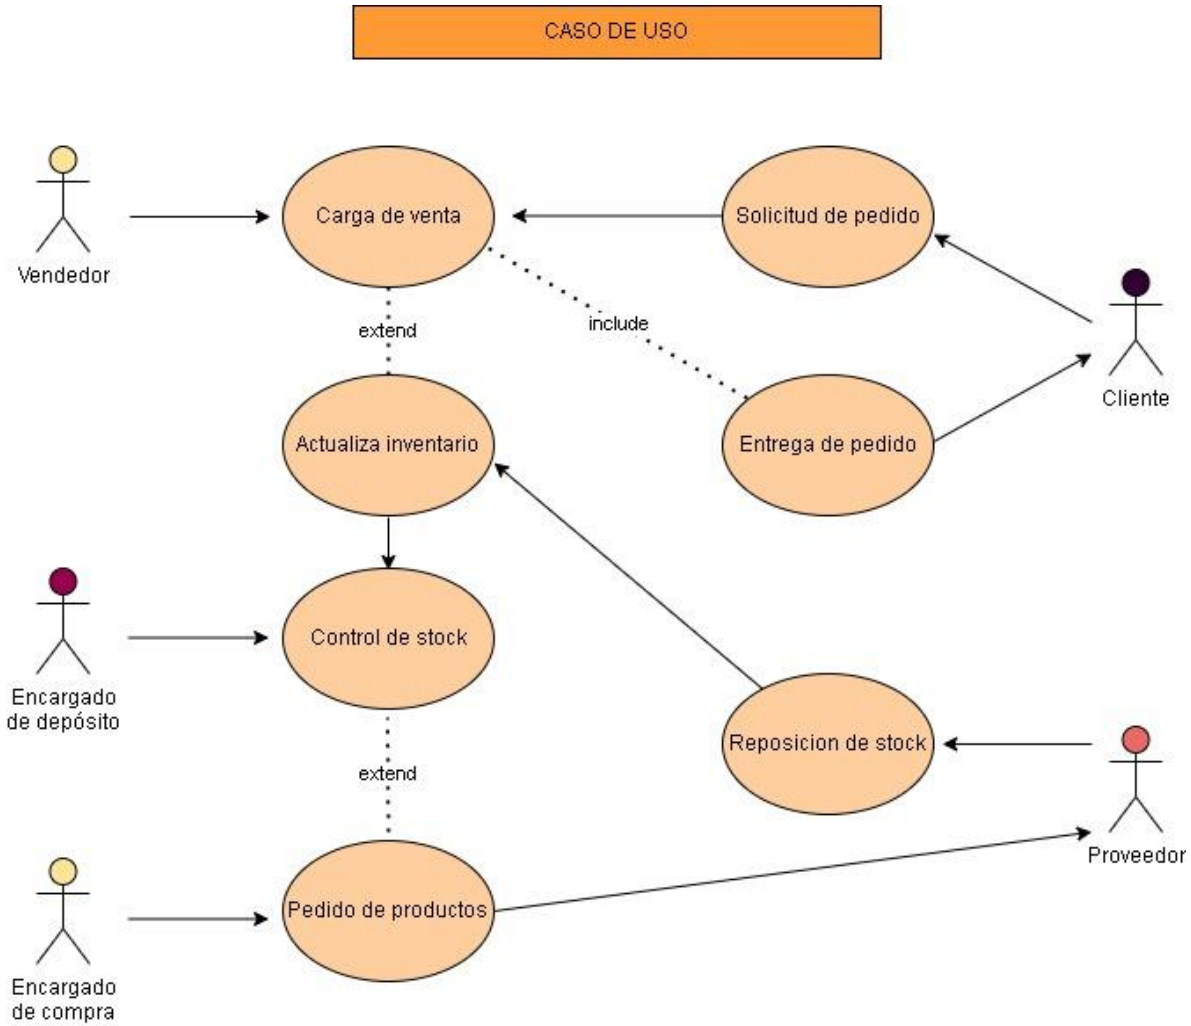 CASO DE USO
Carga de venta
Solicitud de pedido
Vendedor
extend
include
Cliente
Actualiza inventario
Entrega de pedido
Control de stock
Encargado
de depósito
Reposicion de stock
extend
Proveedor
Pedido de productos
Encargado
de compra